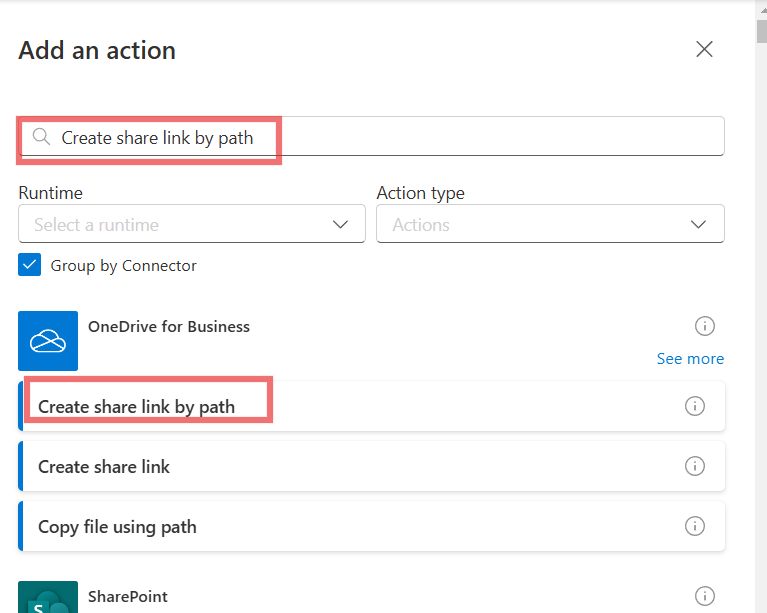 Add an action
Create share link by path
Runtime
Action type
Select a runtime
Actions
Group by Connector
OneDrive for Business
See more
Create share link by path
Create share link
Copy file using path
S
SharePoint